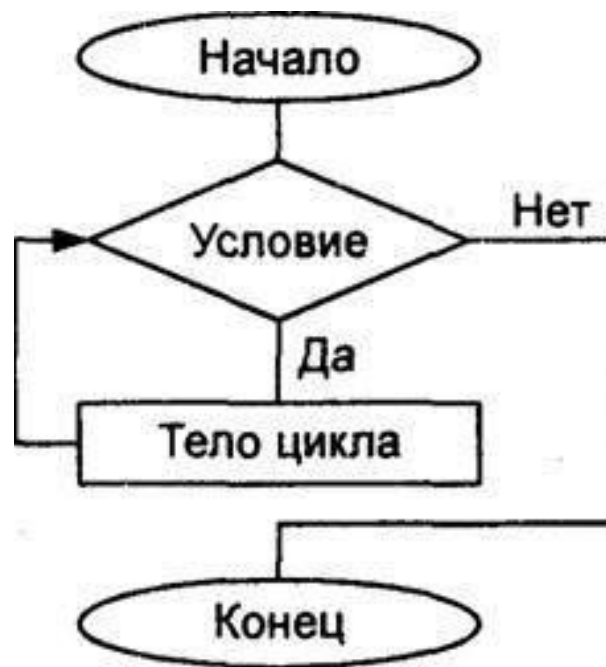 Начало
Условие
Нет
Да
Тело цикла
Конец